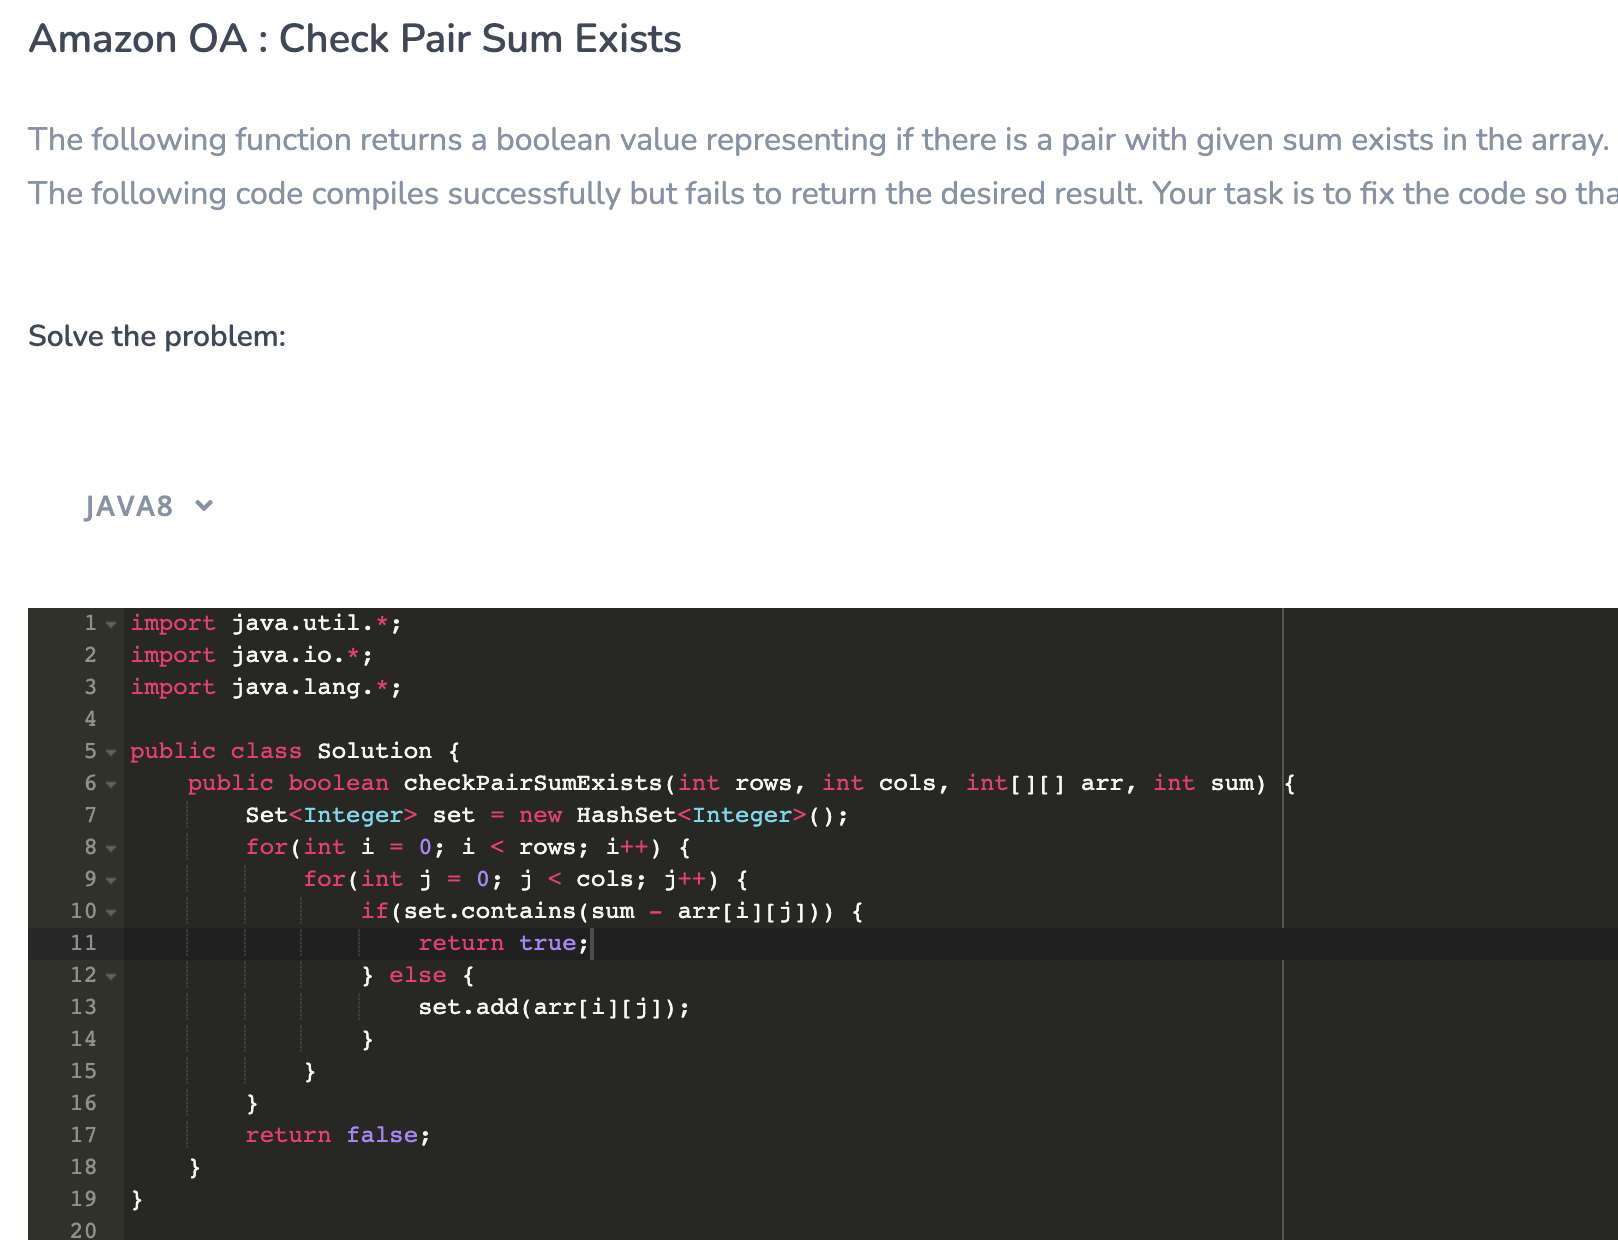 Amazon OA : Check Pair Sum Exists
The following function returns a boolean value representing if there is a pair with given sum exists in the array.
The following code compiles successfully but fails to return the desired result. Your task is to fix the code so tha
Solve the problem:
JAVA8
1 import java.util.*;
2 import java.io.*;
3 import java.lang.*;
4
5 public class Solution {
6     public boolean checkPairSumExists(int rows, int cols, int[][] arr, int sum) {
7         Set<Integer> set = new HashSet<Integer>();
8         for(int i = 0; i < rows; i++) {
9             for(int j = 0; j < cols; j++) {
10                 if(set.contains(sum - arr[i][j])) {
11                     return true;
12                 } else {
13                     set.add(arr[i][j]);
14                 }
15             }
16         }
17         return false;
18     }
19 }
20